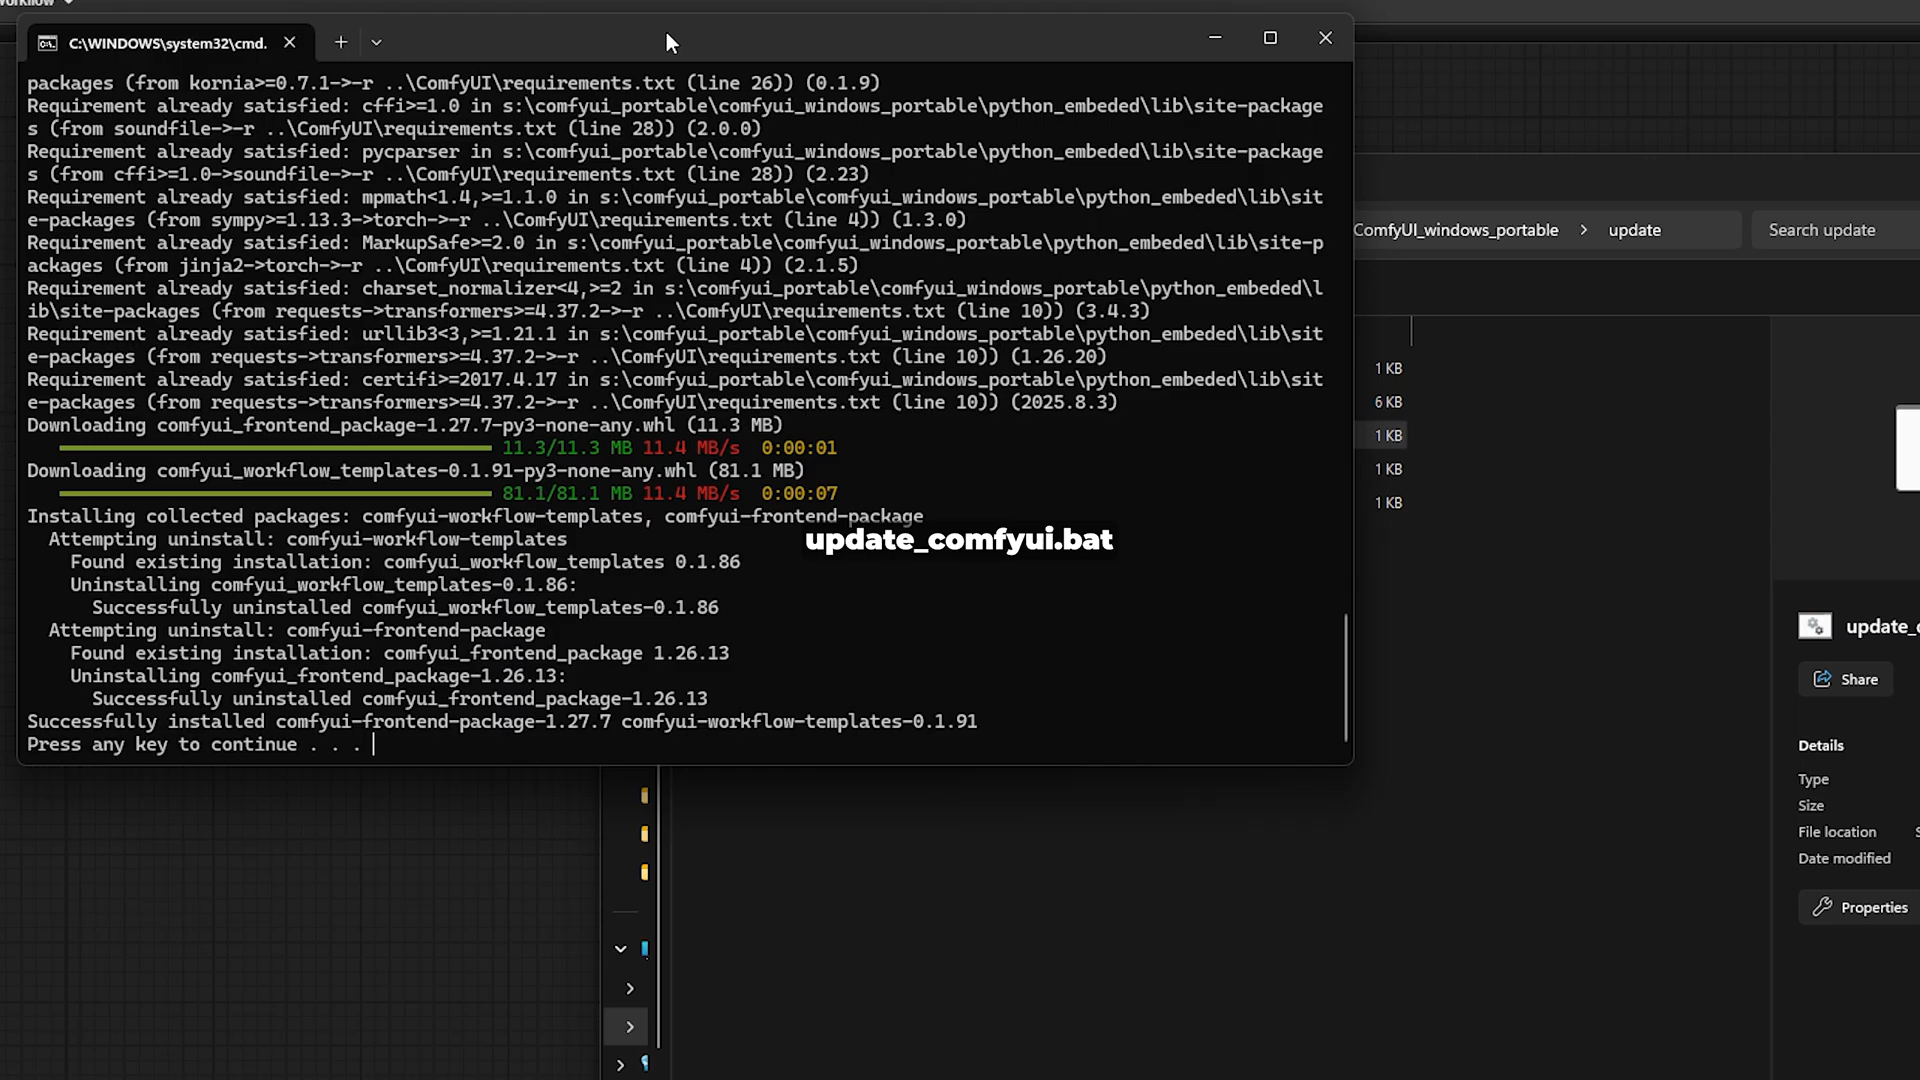 C:\WINDOWS\system32\cmd.
packages (from kornia>=0.7.1->-r ..\ComfyUI\requirements.txt (line 26)) (0.1.9)
Requirement already satisfied: cffi>=1.0 in s:\comfyui_portable\comfyui_windows_portable\python_embeded\lib\site-package
s (from soundfile->-r ..\ComfyUI\requirements.txt (line 28)) (2.0.0)
Requirement already satisfied: pycparser in s:\comfyui_portable\comfyui_windows_portable\python_embeded\lib\site-package
s (from cffi>=1.0->soundfile->-r ..\ComfyUI\requirements.txt (line 28)) (2.23)
Requirement already satisfied: mpmath<1.4,>=1.1.0 in s:\comfyui_portable\comfyui_windows_portable\python_embeded\lib\sit
e-packages (from sympy>=1.13.3->torch->-r ..\ComfyUI\requirements.txt (line 4)) (1.3.0)
Requirement already satisfied: MarkupSafe>=2.0 in s:\comfyui_portable\comfyui_windows_portable\python_embeded\lib\site-p
ackages (from jinja2->torch->-r ..\ComfyUI\requirements.txt (line 4)) (2.1.5)
Requirement already satisfied: charset_normalizer<4,>=2 in s:\comfyui_portable\comfyui_windows_portable\python_embeded\l
ib\site-packages (from requests->transformers>=4.37.2->-r ..\ComfyUI\requirements.txt (line 10)) (3.4.3)
Requirement already satisfied: urllib3<3,>=1.21.1 in s:\comfyui_portable\comfyui_windows_portable\python_embeded\lib\sit
e-packages (from requests->transformers>=4.37.2->-r ..\ComfyUI\requirements.txt (line 10)) (1.26.20)
Requirement already satisfied: certifi>=2017.4.17 in s:\comfyui_portable\comfyui_windows_portable\python_embeded\lib\sit
e-packages (from requests->transformers>=4.37.2->-r ..\ComfyUI\requirements.txt (line 10)) (2025.8.3)
Downloading comfyui_frontend_package-1.27.7-py3-none-any.whl (11.3 MB)
11.3/11.3 MB 11.4 MB/s 0:00:01
Downloading comfyui_workflow_templates-0.1.91-py3-none-any.whl (81.1 MB)
81.1/81.1 MB 11.4 MB/s 0:00:07
Installing collected packages: comfyui-workflow-templates, comfyui-frontend-package
Attempting uninstall: comfyui-workflow-templates
Found existing installation: comfyui_workflow_templates 0.1.86
Uninstalling comfyui_workflow_templates-0.1.86:
Successfully uninstalled comfyui_workflow_templates-0.1.86
Attempting uninstall: comfyui-frontend-package
Found existing installation: comfyui_frontend_package 1.26.13
Uninstalling comfyui_frontend_package-1.26.13:
Successfully uninstalled comfyui_frontend_package-1.26.13
Successfully installed comfyui-frontend-package-1.27.7 comfyui-workflow-templates-0.1.91
Press any key to continue . . .
update_comfyui.bat
ComfyUI_windows_portable > update
Search update
1 KB
6 KB
1 KB
1 KB
1 KB
update_
Share
Details
Type
Size
File location
Date modified
Properties